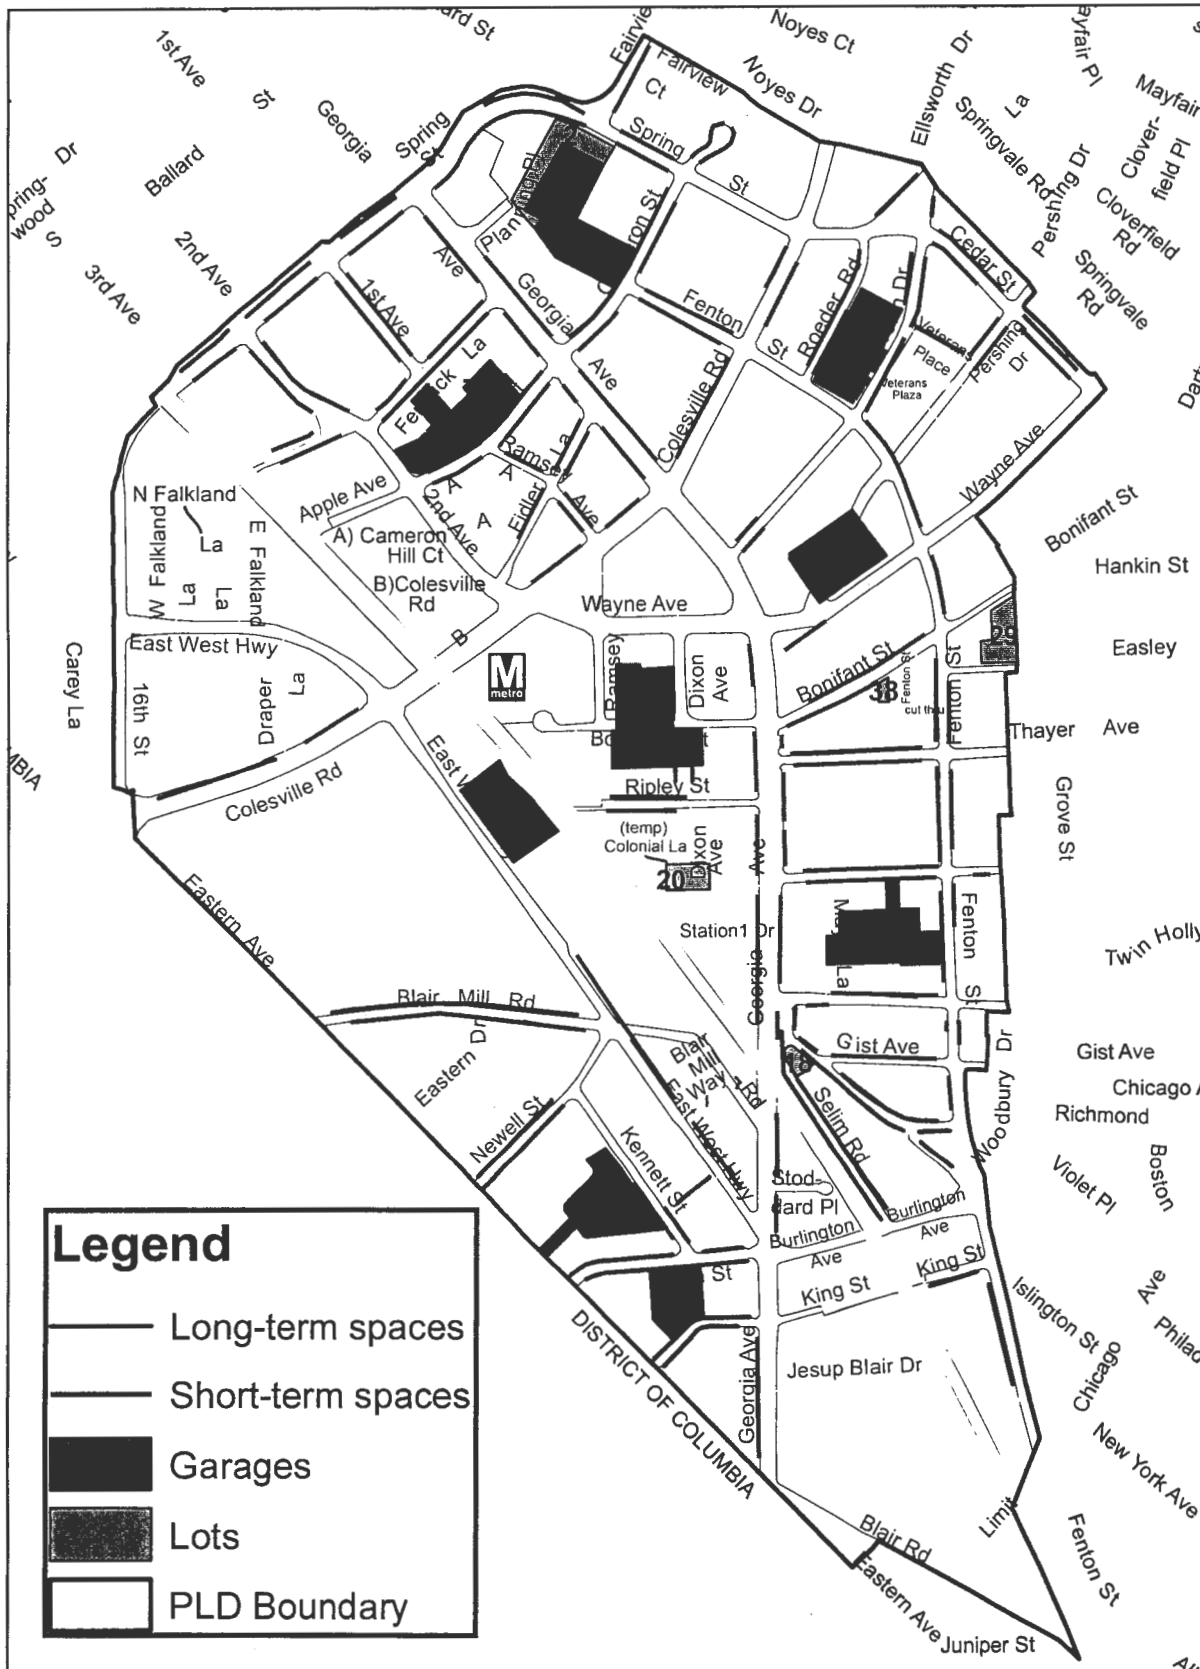 Noyes Ct
1st Ave
St
Georgia
Spring
St
Fairview
Ct
Noyes Dr
Ellsworth Dr
La
Mayfair
Springvale Rd
Pershing Dr
Clover-
field Pl
Cloverfield
Rd
Springvale
Rd
Dr
wood
S
Ballard
2nd Ave
3rd Ave
Spring
St
Cedar St
Ave
1st Ave
Georgia
Ave
Fenton
St
Roeder Rd
Veterans
Place
Veterans
Plaza
Pershing
Dr
La
Colesville Rd
Ramsey
Ave
Fidler
La
A
A
A
2nd Ave
Apple Ave
A) Cameron
Hill Ct
B)Colesville
Rd
B
Wayne Ave
Bonifant St
Hankin St
Easley
N Falkland
La
W Falkland
La
E Falkland
La
East West Hwy
16th St
Draper
La
Carey La
Colesville Rd
Wayne Ave
M
metro
Ramsey
Dixon
Ave
Bonifant St
29
38
Fenton St
cut thru
Fenton St
Thayer Ave
Ripley St
(temp)
Colonial La
Dixon
Ave
20
Georgia Ave
Grove St
Station1 Dr
La
Fenton St
Twin Holly
Eastern Ave
Blair Mill Rd
Eastern Dr
Newell St
Blair
Mill
Way
Rd
East West Hwy
Kennett St
18
Gist Ave
Selim Rd
Woodbury Dr
Gist Ave
Chicago A
Richmond
Boston
Violet Pl
Stod-
dard Pl
Burlington
Ave
Burlington
Ave
King St
King St
St
Islington St
Ave
Chicago
New York Ave
Fenton St
Jesup Blair Dr
Georgia Ave
DISTRICT OF COLUMBIA
Blair Rd
Limit
Eastern Ave
Juniper St
Legend
Long-term spaces
Short-term spaces
Garages
Lots
PLD Boundary